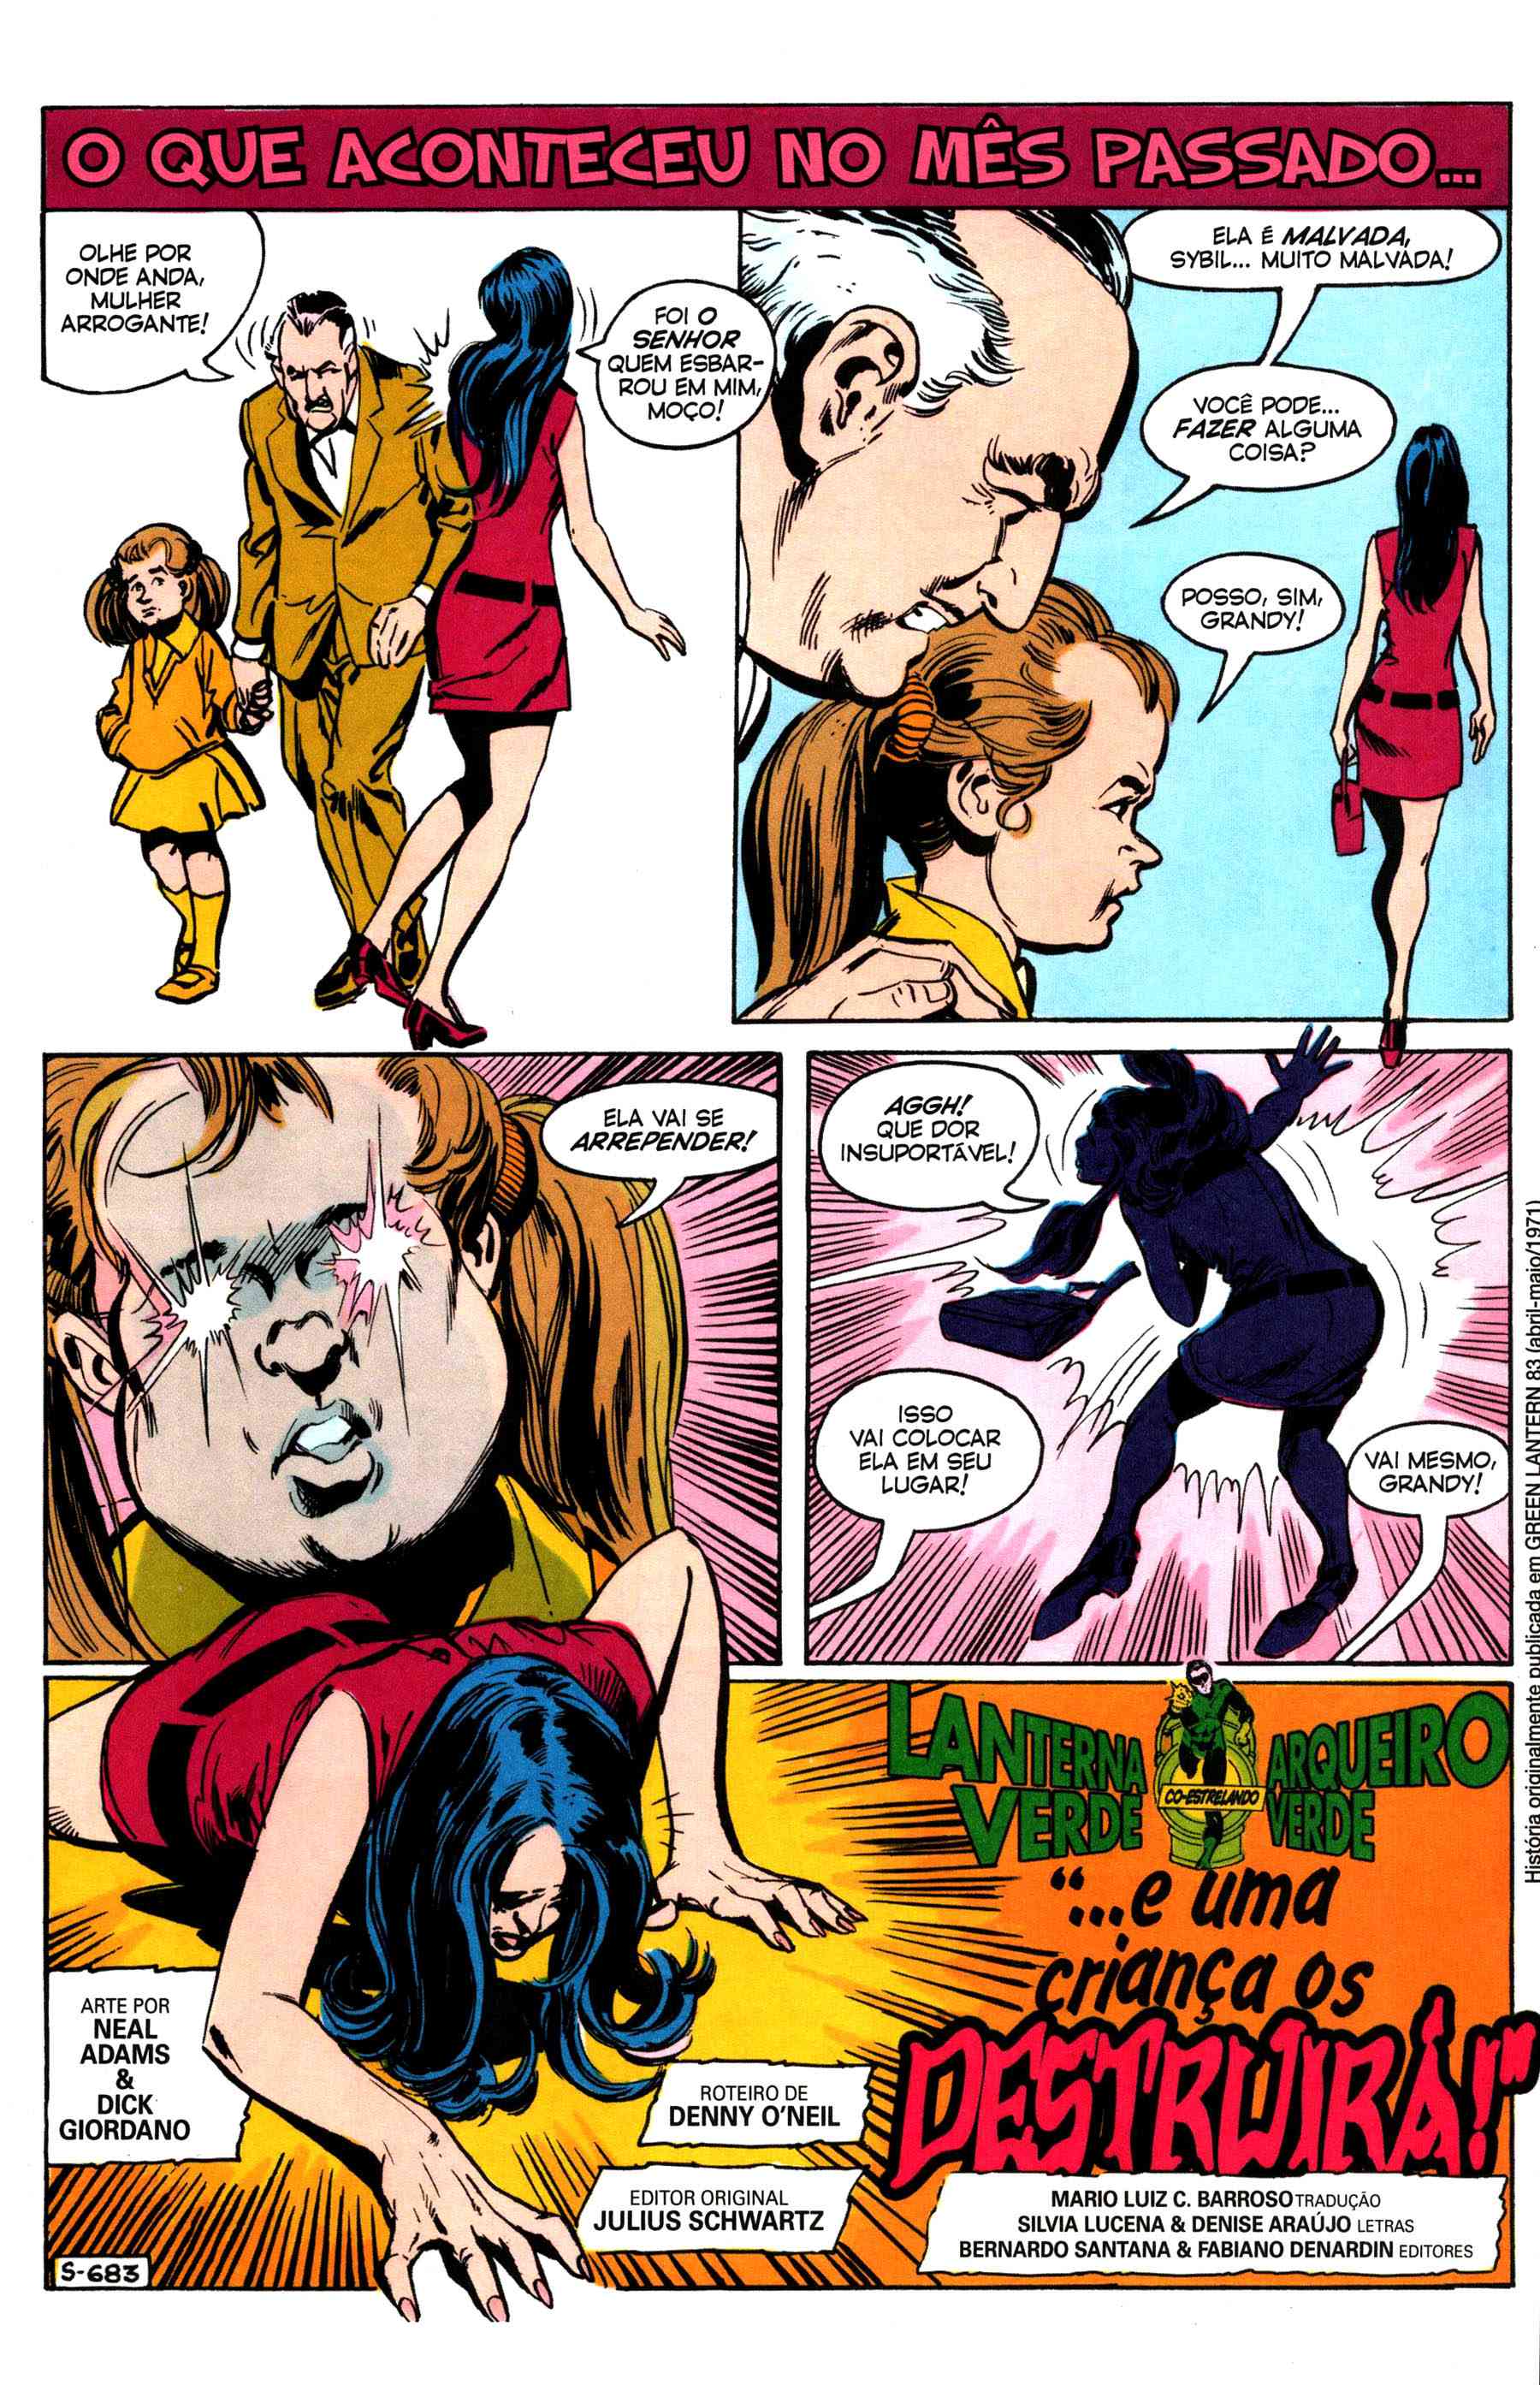 O QUE ACONTECEU NO MÊS PASSADO...
OLHE POR
ONDE ANDA,
MULHER
ARROGANTE!
FOI O
SENHOR
QUEM ESBAR-
ROU EM MIM,
MOÇO!
ELA É MALVADA,
SYBIL... MUITO MALVADA!
VOCÊ PODE...
FAZER ALGUMA
COISA?
POSSO, SIM,
GRANDY!
ELA VAI SE
ARREPENDER!
AGGH!
QUE DOR
INSUPORTÁVEL!
ISSO
VAI COLOCAR
ELA EM SEU
LUGAR!
VAI MESMO,
GRANDY!
História originalmente publicada em GREEN LANTERN 83 (abril-maio/1971)
LANTERNA
VERDE
CO-ESTRELANDO
ARQUEIRO
VERDE
"...e uma
criança os
DESTRUIRÁ!"
ARTE POR
NEAL
ADAMS
&
DICK
GIORDANO
ROTEIRO DE
DENNY O'NEIL
EDITOR ORIGINAL
JULIUS SCHWARTZ
MARIO LUIZ C. BARROSO TRADUÇÃO
SILVIA LUCENA & DENISE ARAÚJO LETRAS
BERNARDO SANTANA & FABIANO DENARDIN EDITORES
S-683